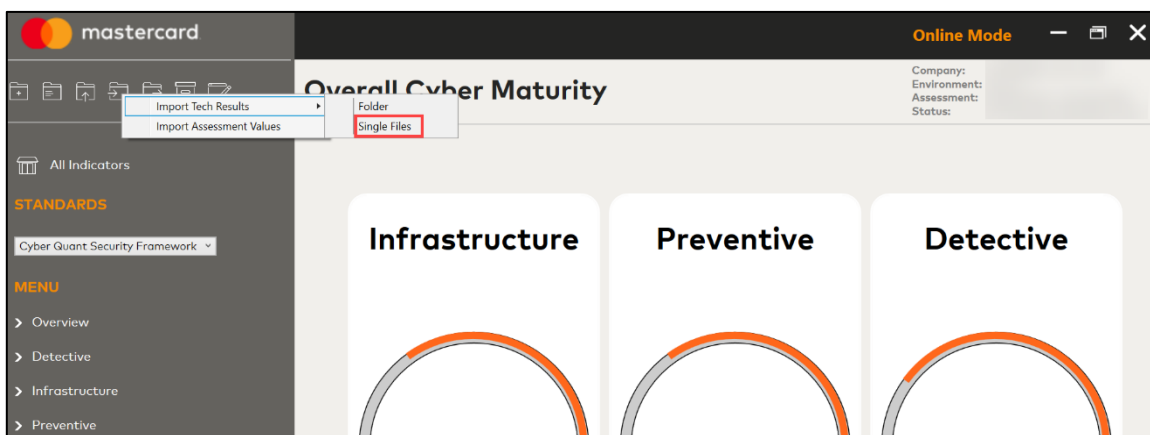 mastercard
Online Mode
Overall Cyber Maturity
Company:
Environment:
Assessment:
Status:
Import Tech Results
Folder
Import Assessment Values
Single Files
All Indicators
STANDARDS
Cyber Quant Security Framework
MENU
Overview
Detective
Infrastructure
Preventive
Infrastructure
Preventive
Detective